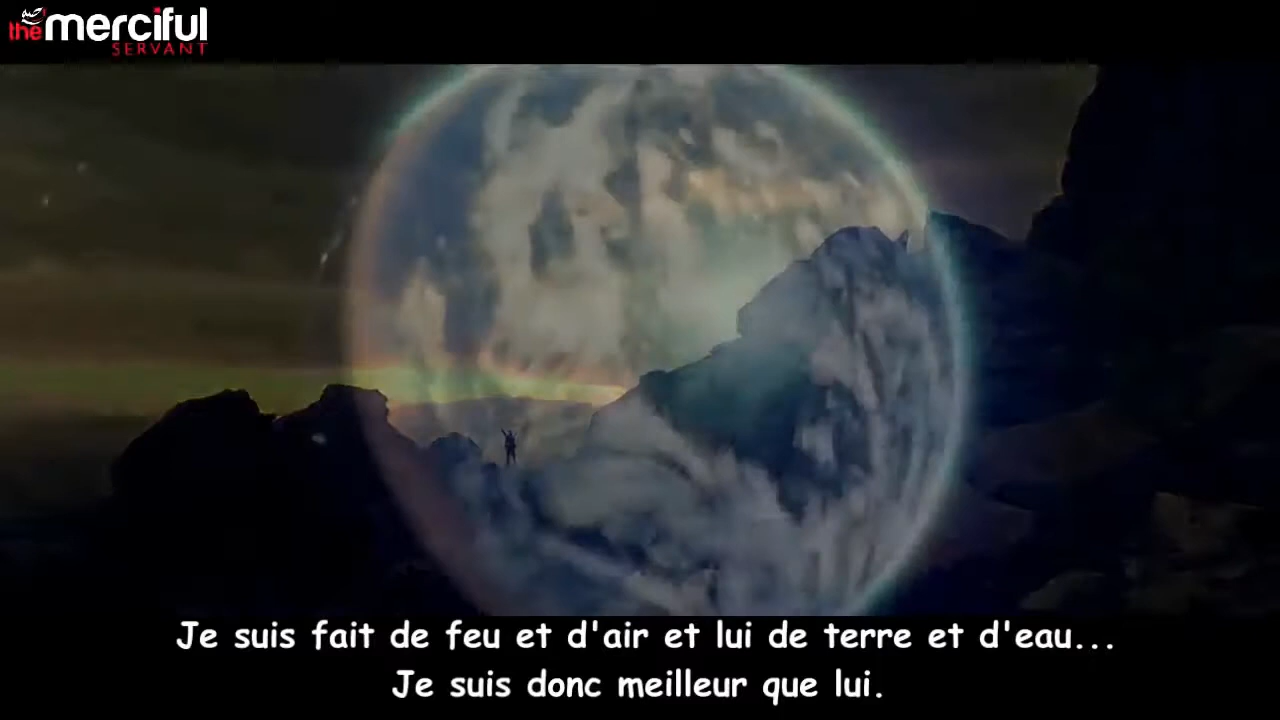 the merciful
SERVANT
Je suis fait de feu et d'air et lui de terre et d'eau...
Je suis donc meilleur que lui.